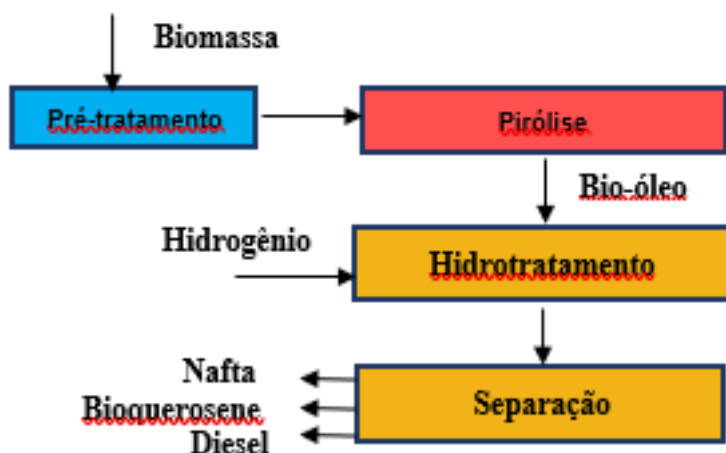 Biomassa
Pré-tratamento
Pirólise
Bio-óleo
Hidrogênio
Hidrotratamento
Nafta
Bioquerosene
Diesel
Separação